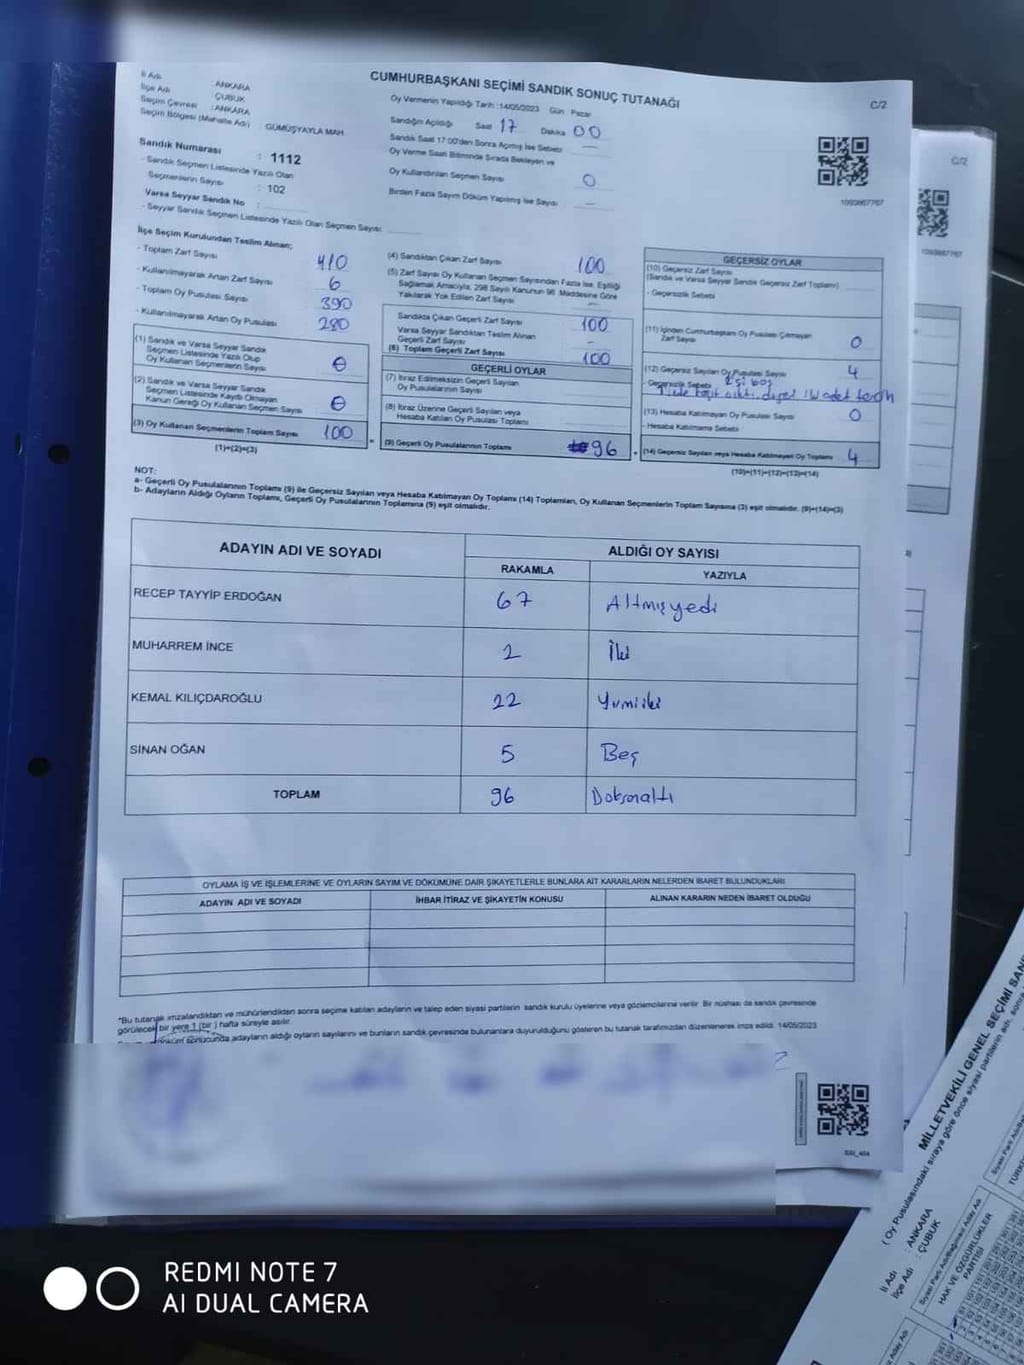 CUMHURBAŞKANI SEÇİMİ SANDIK SONUÇ TUTANAĞI
C/2
İl Adı : ANKARA
İlçe Adı : ÇUBUK
Seçim Çevresi : ANKARA
Seçim Bölgesi (Mahalle Adı) GÜMÜŞYAYLA MAH.
Sandık Numarası : 1112
- Sandık Seçmen Listesinde Yazılı Olan
Seçmenlerin Sayısı : 102
Varsa Seyyar Sandık No :
- Seyyar Sandık Seçmen Listesinde Yazılı Olan Seçmen Sayısı:
Oy Vermenin Yapıldığı Tarih : 14/05/2023 Gün : Pazar
Sandığın Açıldığı Saat 17 Dakika 00
Sandık Saat 17:00'den Sonra Açılmış İse Sebebi —
Oy Verme Saati Bitiminde Sırada Bekleyen ve
Oy Kullandırılan Seçmen Sayısı 0
Birden Fazla Sayım Döküm Yapılmış İse Sayısı —
1093867767
İlçe Seçim Kurulundan Teslim Alınan;
- Toplam Zarf Sayısı 410
- Kullanılmayarak Artan Zarf Sayısı 6
- Toplam Oy Pusulası Sayısı 390
- Kullanılmayarak Artan Oy Pusulası 280
(1) Sandık ve Varsa Seyyar Sandık
Seçmen Listesinde Yazılı Olup
Oy Kullanan Seçmenlerin Sayısı
(2) Sandık ve Varsa Seyyar Sandık
Seçmen Listesinde Kayıtlı Olmayan
Kanun Gereği Oy Kullanan Seçmen Sayısı
(3) Oy Kullanan Seçmenlerin Toplam Sayısı 100
(1)+(2)=(3)
(4) Sandıktan Çıkan Zarf Sayısı 100
(5) Zarf Sayısı Oy Kullanan Seçmen Sayısından Fazla İse, Eşitliği
Sağlamak Amacıyla, 298 Sayılı Kanunun 98. Maddesine Göre
Yakılarak Yok Edilen Zarf Sayısı —
Sandıkta Çıkan Geçerli Zarf Sayısı 100
Varsa Seyyar Sandıktan Teslim Alınan
Geçerli Zarf Sayısı -
(6) Toplam Geçerli Zarf Sayısı 100
GEÇERLİ OYLAR
(7) İtiraz Edilmeksizin Geçerli Sayılan
Oy Pusulalarının Sayısı
(8) İtiraz Üzerine Geçerli Sayılan veya
Hesaba Katılan Oy Pusulası Toplamı
(9) Geçerli Oy Pusulalarının Toplamı 96
GEÇERSİZ OYLAR
(10) Geçersiz Zarf Sayısı
(Sandık ve Varsa Seyyar Sandık Geçersiz Zarf Toplamı)
- Geçersizlik Sebebi
(11) İçinden Cumhurbaşkanı Oy Pusulası Çıkmayan
Zarf Sayısı 0
(12) Geçersiz Sayılan Oy Pusulası Sayısı 4
- Geçersizlik Sebebi
(13) Hesaba Katılmayan Oy Pusulası Sayısı 0
- Hesaba Katılmama Sebebi
(14) Geçersiz Sayılan veya Hesaba Katılmayan Oy Toplamı 4
(10)+(11)+(12)+(13)=(14)
NOT:
a- Geçerli Oy Pusulalarının Toplamı (9) ile Geçersiz Sayılan veya Hesaba Katılmayan Oy Toplamı (14) Toplamları, Oy Kullanan Seçmenlerin Toplam Sayısına (3) eşit olmalıdır. (9)+(14)=(3)
b- Adayların Aldığı Oyların Toplamı, Geçerli Oy Pusulalarının Toplamına (9) eşit olmalıdır.
ADAYIN ADI VE SOYADI ALDIĞI OY SAYISI
RAKAMLA YAZIYLA
RECEP TAYYİP ERDOĞAN 67 Altmışyedi
MUHARREM İNCE 2 İki
KEMAL KILIÇDAROĞLU 22 Yirmiiki
SİNAN OĞAN 5 Beş
TOPLAM 96 Doksanaltı
OYLAMA İŞ VE İŞLEMLERİNE VE OYLARIN SAYIM VE DÖKÜMÜNE DAİR ŞİKAYETLERLE BUNLARA AİT KARARLARIN NELERDEN İBARET BULUNDUKLARI
ADAYIN ADI VE SOYADI İHBAR İTİRAZ VE ŞİKAYETİN KONUSU ALINAN KARARIN NEDEN İBARET OLDUĞU
*Bu tutanak imzalandıktan ve mühürlendikten sonra seçime katılan adayların ve talep eden siyasi partilerin sandık kurulu üyelerine veya gözlemcilerine verilir. Bir nüshası da sandık çevresinde
görülecek bir yere 1 (bir) hafta süreyle asılır.
döküm sonucunda adayların aldığı oyların sayılarını ve bunların sandık çevresinde bulunanlara duyurulduğunu gösteren bu tutanak tarafımızdan düzenlenerek imza edildi. 14/05/2023
C/2
1093867767
MİLLETVEKİLİ GENEL SEÇİMİ
( Oy Pusulasındaki sıraya göre önce siyasi partilerin adı, sonra
İl Adı : ANKARA
İlçe Adı : ÇUBUK
HAK VE ÖZGÜRLÜKLER
PARTİSİ
REDMI NOTE 7
AI DUAL CAMERA